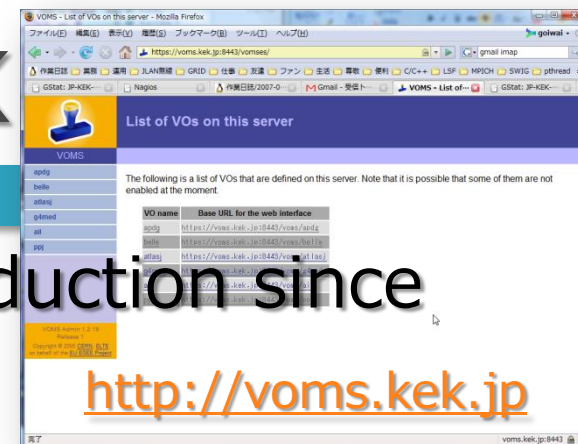 VOMS - List of VOs on this server - Mozilla Firefox
ファイル(F) 編集(E) 表示(V) 履歴(S) ブックマーク(B) ツール(T) ヘルプ(H)
goiwai
https://voms.kek.jp:8443/vomses/
gmail imap
作業日誌 業務 運用 JLAN無線 GRID 仕事 友達 ファン 生活 尊敬 便利 C/C++ LSF MPICH SWIG pthread
GStat: JP-KEK-… Nagios 作業日誌/2007-0… Gmail - 受信ト… VOMS - List of… GStat: JP-KEK-…
List of VOs on this server
VOMS
apdg
belle
atlasj
g4med
ail
ppj
The following is a list of VOs that are defined on this server. Note that it is possible that some of them are not
enabled at the moment.
VO name Base URL for the web interface
apdg https://voms.kek.jp:8443/voms/apdg
belle https://voms.kek.jp:8443/voms/belle
atlasj https://voms.kek.jp:8443/voms/atlasj
duction since
VOMS Admin 1.2.19
Release 1
http://voms.kek.jp
完了
voms.kek.jp:8443